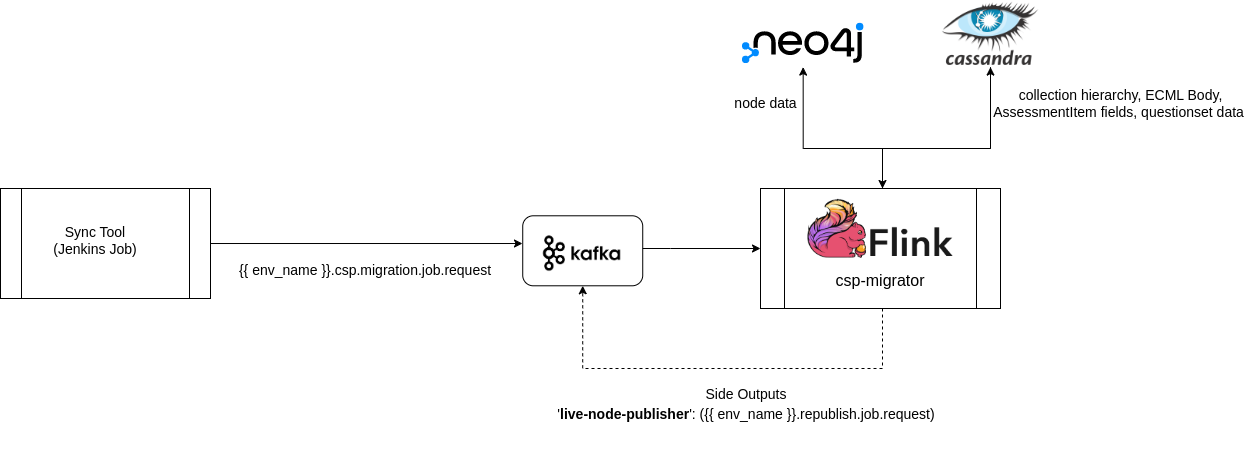 neo4j
cassandra
node data
collection hierarchy, ECML Body,
AssessmentItem fields, questionset data
Sync Tool
(Jenkins Job)
{{ env_name }}.csp.migration.job.request
kafka
Flink
csp-migrator
Side Outputs
'live-node-publisher': ({{ env_name }}.republish.job.request)